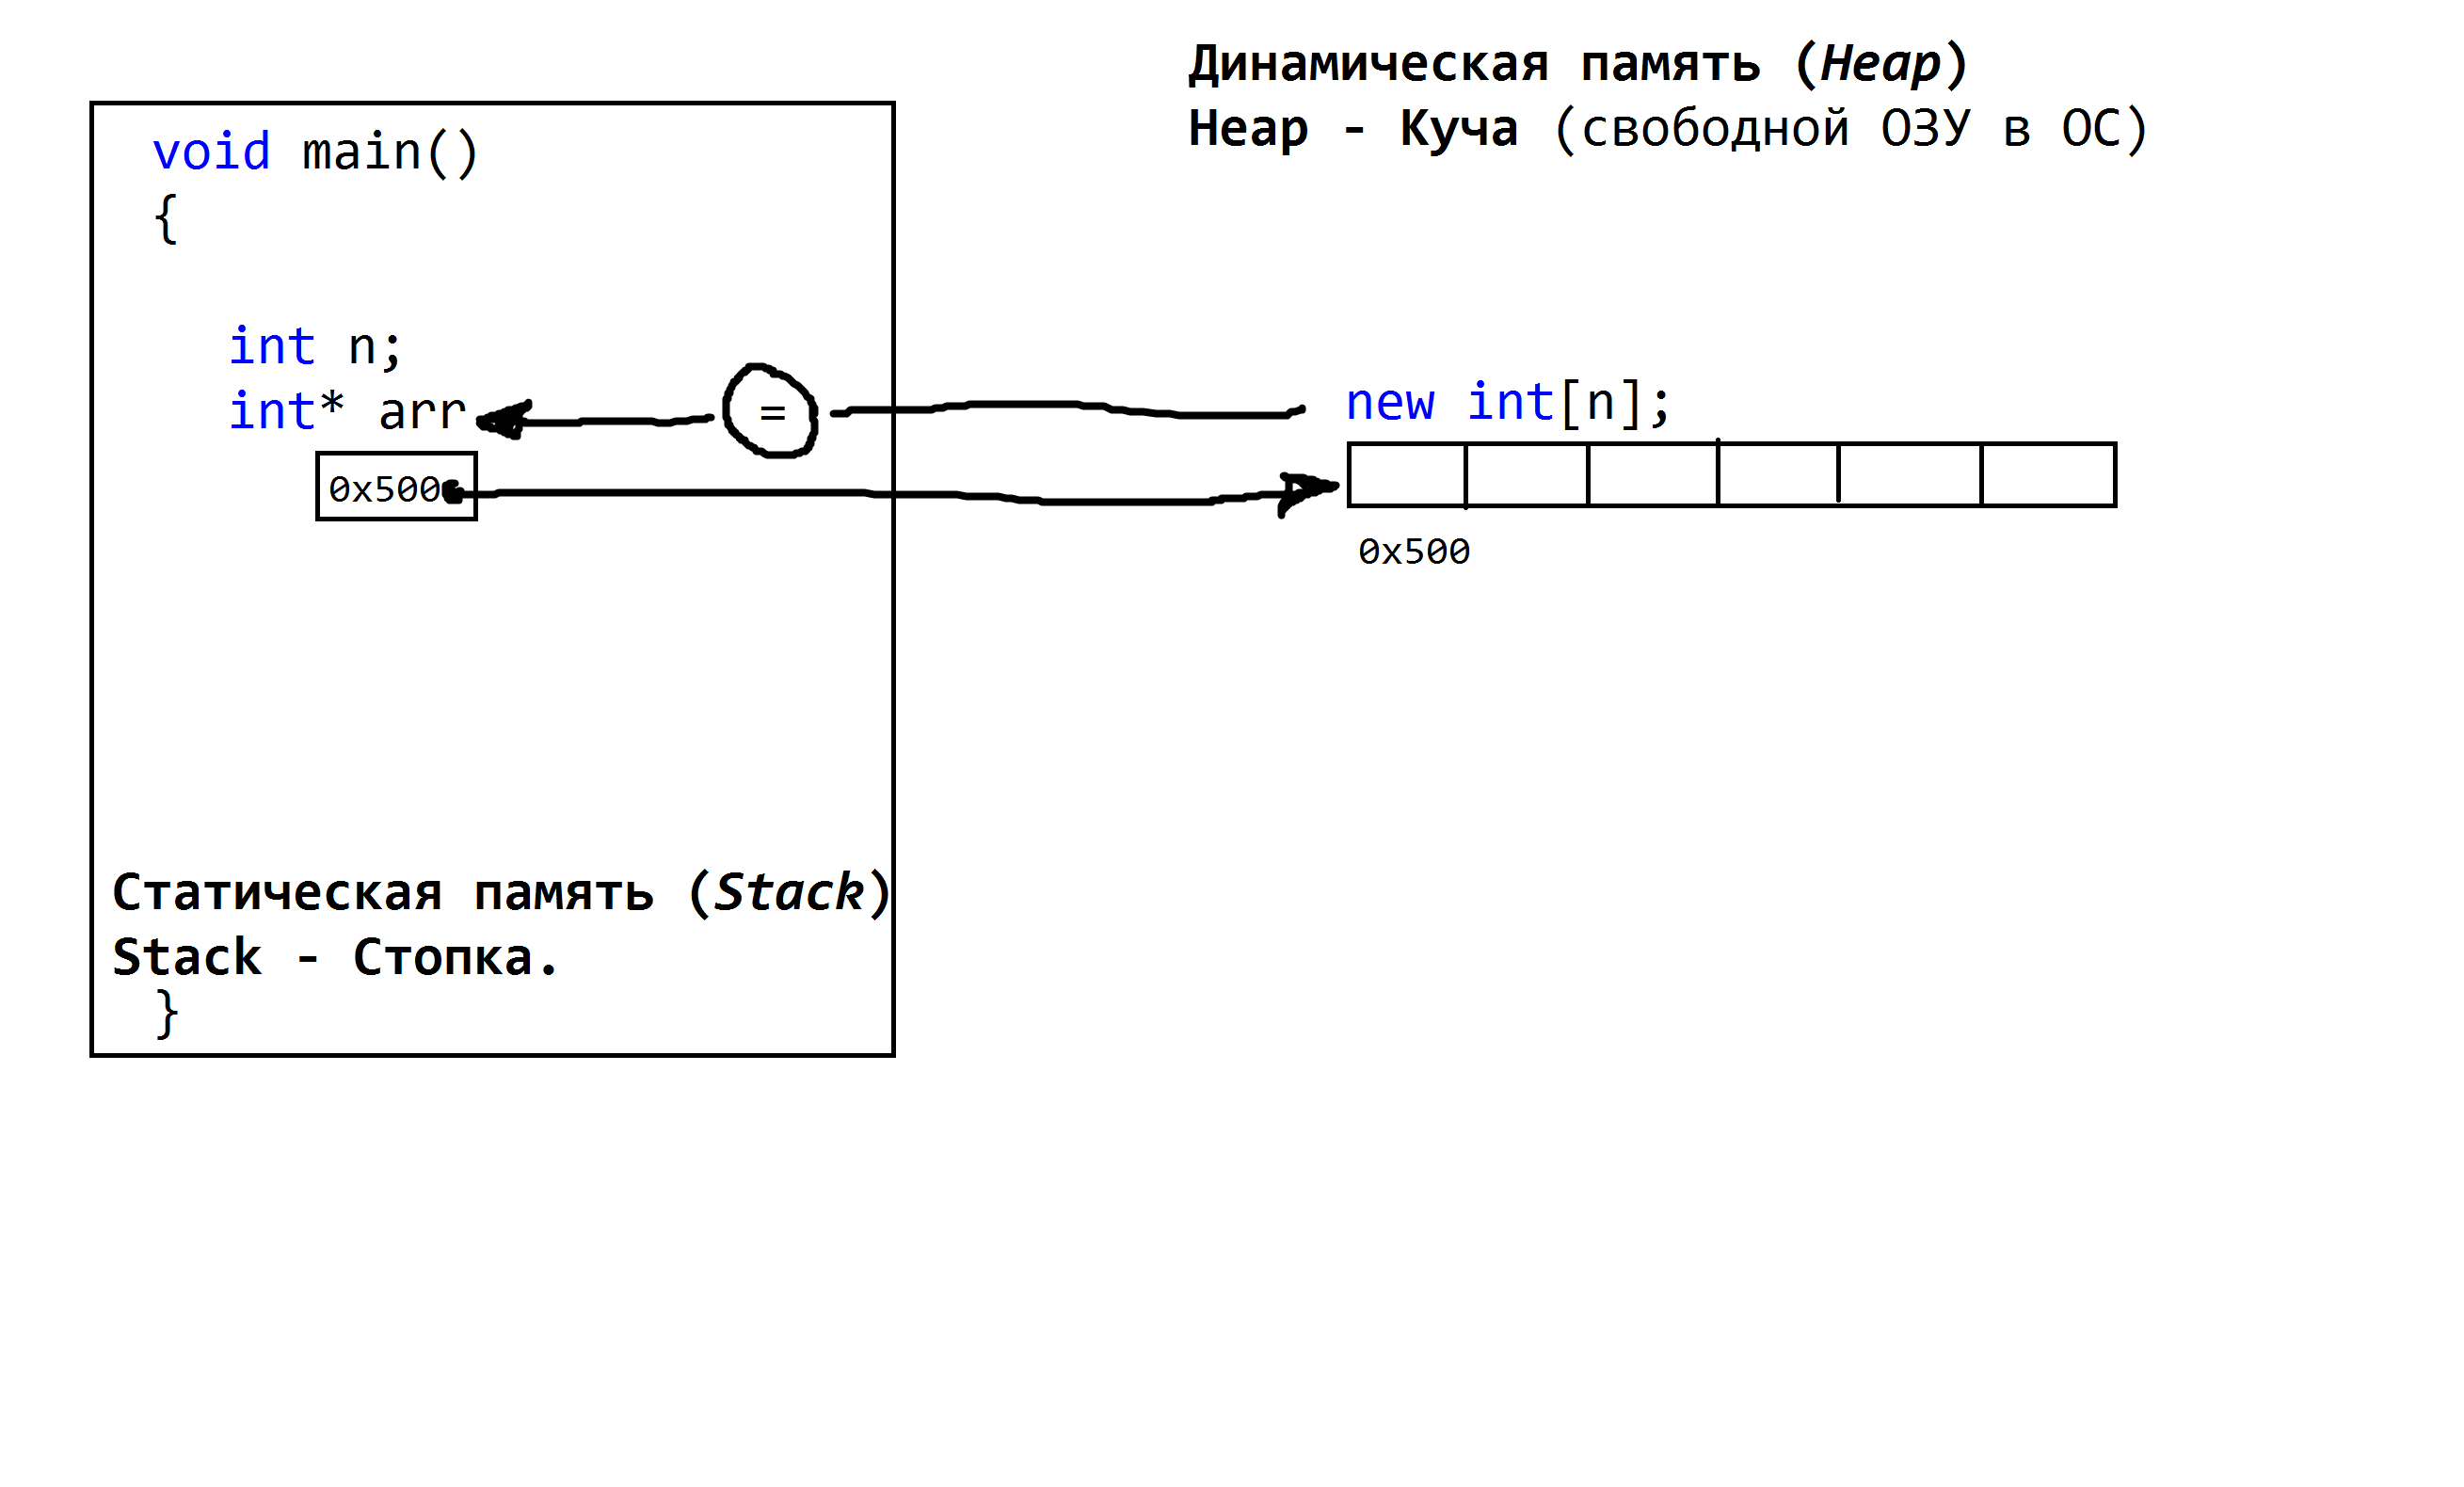 Динамическая память (Heap)
Heap - Куча (свободной ОЗУ в ОС)
void main()
{
int n;
int* arr = new int[n];
0x500
0x500
Статическая память (Stack)
Stack - Стопка.
}